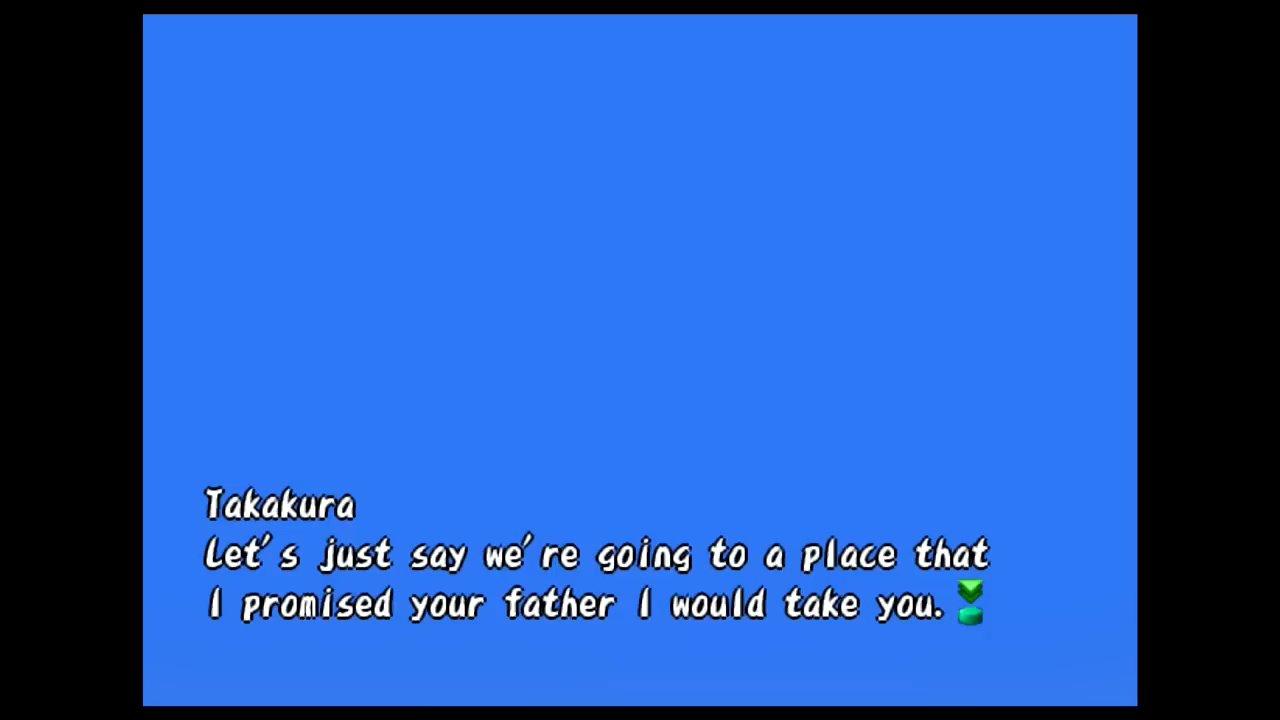 Takakura
Let's just say we're going to a place that
I promised your father I would take you.